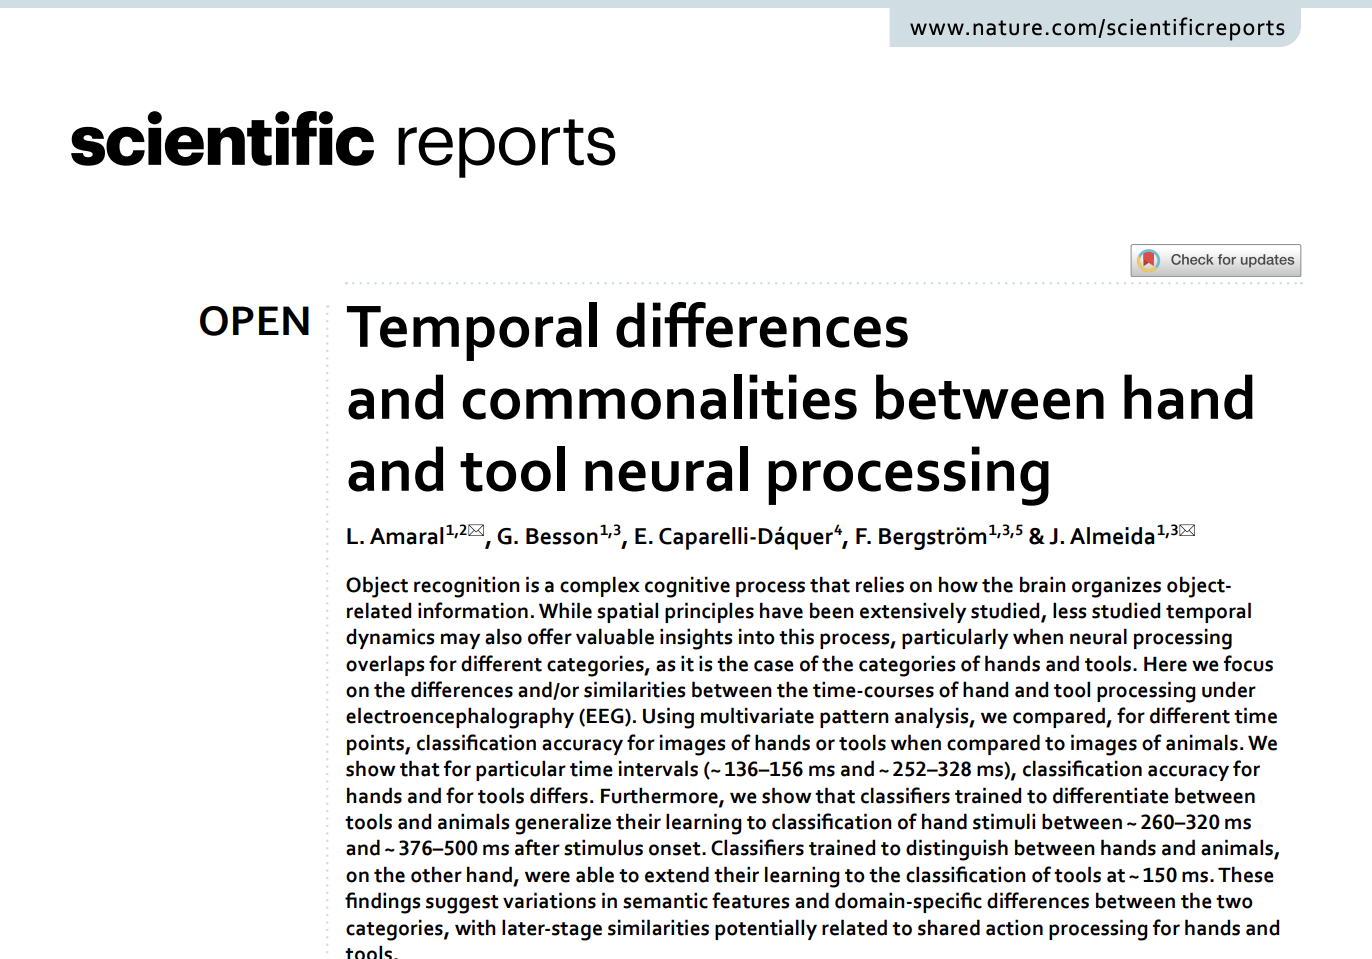 www.nature.com/scientificreports
scientific reports
Check for updates
OPEN
Temporal differences
and commonalities between hand
and tool neural processing
L. Amaral1,2✉, G. Besson1,3, E. Caparelli-Dáquer4, F. Bergström1,3,5 & J. Almeida1,3✉
Object recognition is a complex cognitive process that relies on how the brain organizes object-
related information. While spatial principles have been extensively studied, less studied temporal
dynamics may also offer valuable insights into this process, particularly when neural processing
overlaps for different categories, as it is the case of the categories of hands and tools. Here we focus
on the differences and/or similarities between the time-courses of hand and tool processing under
electroencephalography (EEG). Using multivariate pattern analysis, we compared, for different time
points, classification accuracy for images of hands or tools when compared to images of animals. We
show that for particular time intervals (~ 136–156 ms and ~ 252–328 ms), classification accuracy for
hands and for tools differs. Furthermore, we show that classifiers trained to differentiate between
tools and animals generalize their learning to classification of hand stimuli between ~ 260–320 ms
and ~ 376–500 ms after stimulus onset. Classifiers trained to distinguish between hands and animals,
on the other hand, were able to extend their learning to the classification of tools at ~ 150 ms. These
findings suggest variations in semantic features and domain-specific differences between the two
categories, with later-stage similarities potentially related to shared action processing for hands and
tools.